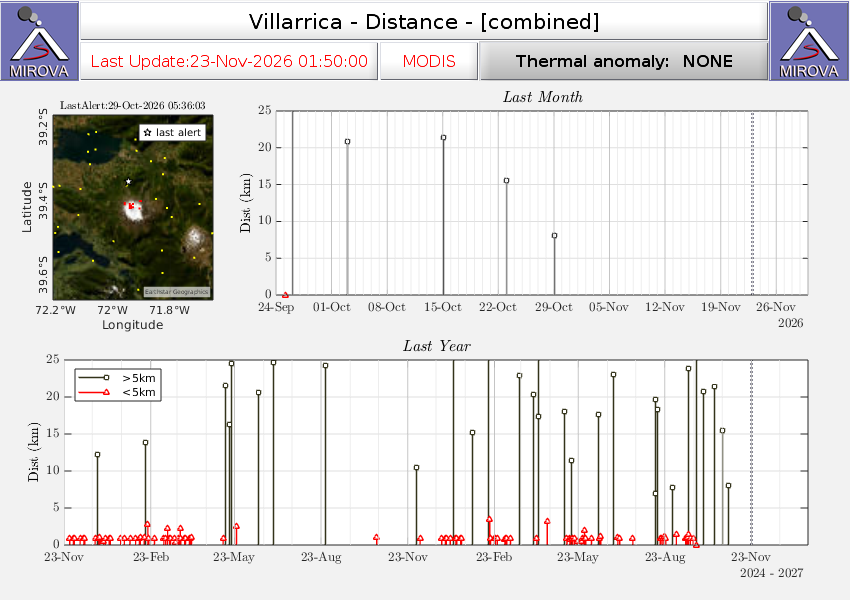 Villarrica - Distance - [combined]
MIROVA
Last Update:23-Nov-2026 01:50:00
MODIS
Thermal anomaly: NONE
MIROVA
LastAlert:29-Oct-2026 05:36:03
last alert
39.2°S
39.4°S
39.6°S
Latitude
Earthstar Geographics
72.2°W 72°W 71.8°W
Longitude
Last Month
25
20
15
10
5
0
Dist (km)
24-Sep 01-Oct 08-Oct 15-Oct 22-Oct 29-Oct 05-Nov 12-Nov 19-Nov 26-Nov
2026
Last Year
>5km
<5km
25
20
15
10
5
0
Dist (km)
23-Nov 23-Feb 23-May 23-Aug 23-Nov 23-Feb 23-May 23-Aug 23-Nov
2024 - 2027